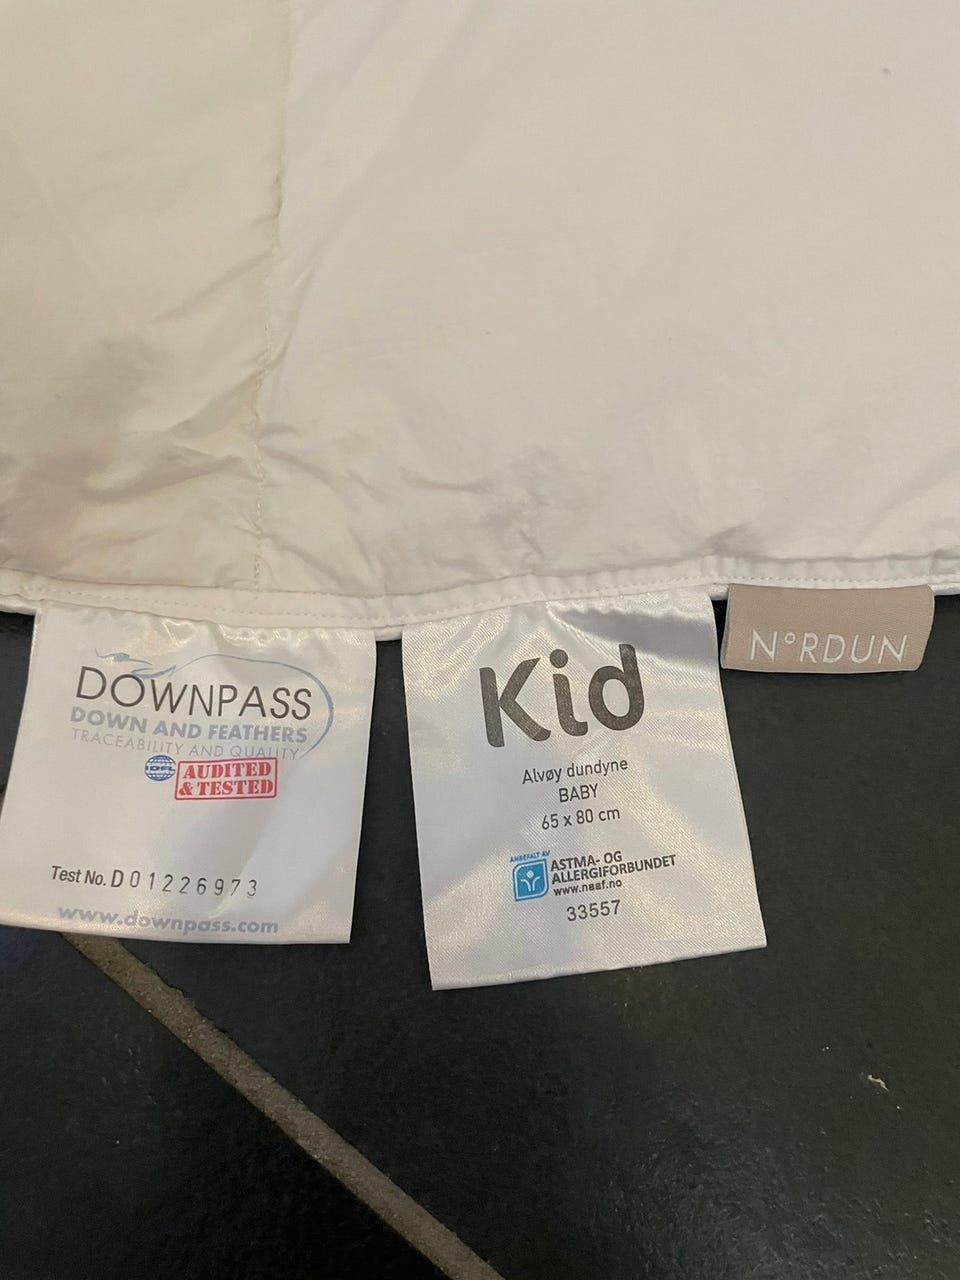 DOWNPASS
DOWN AND FEATHERS
TRACEABILITY AND QUALITY
AUDITED
& TESTED
Test No. D01226973
www.downpass.com
Kid
Alvøy dundyne
BABY
65 x 80 cm
ANBEFALT AV
ASTMA- OG
ALLERGIFORBUNDET
www.naaf.no
33557
N°RDUN